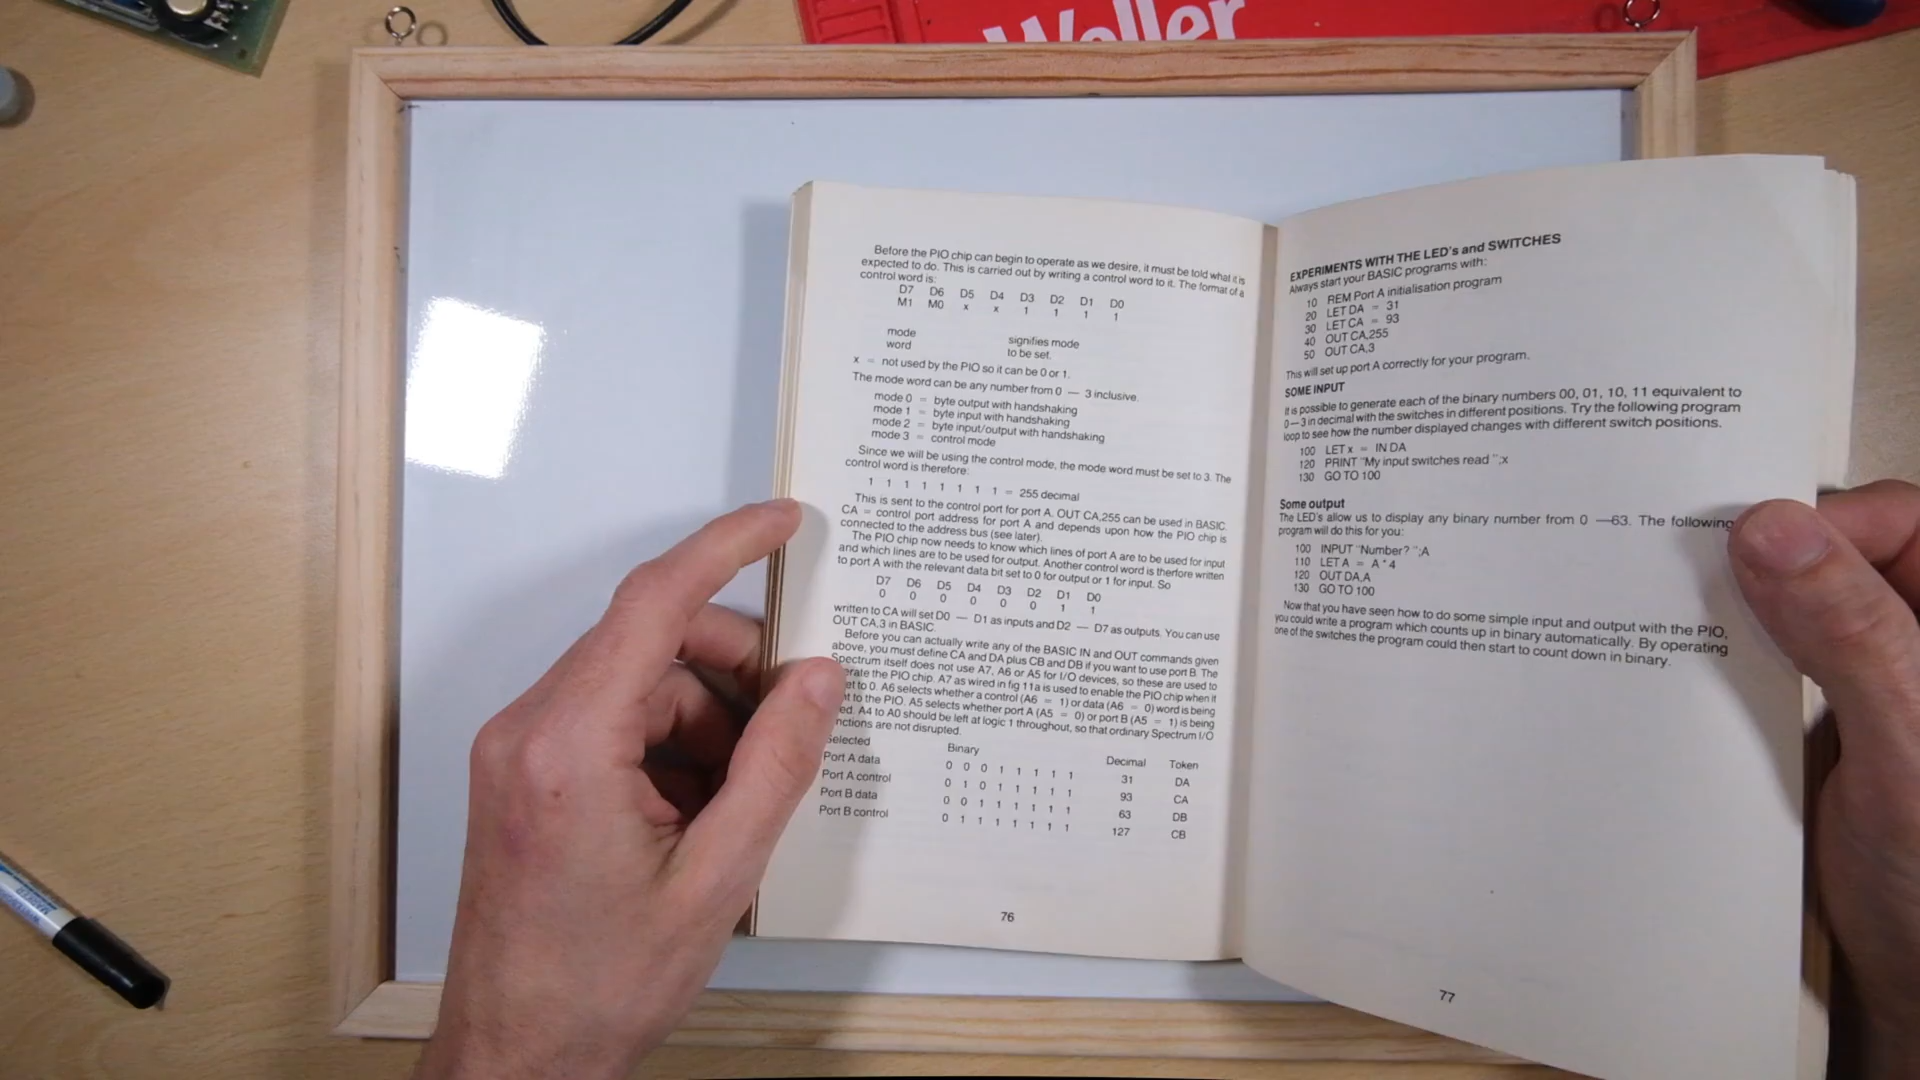 Weller
Before the PIO chip can begin to operate as we desire, it must be told what it is
expected to do. This is carried out by writing a control word to it. The format of a
control word is:
D7 D6 D5 D4 D3 D2 D1 D0
M1 M0 x x 1 1 1 1
mode signifies mode
word to be set.
x = not used by the PIO so it can be 0 or 1.
The mode word can be any number from 0 — 3 inclusive.
mode 0 = byte output with handshaking
mode 1 = byte input with handshaking
mode 2 = byte input/output with handshaking
mode 3 = control mode
Since we will be using the control mode, the mode word must be set to 3. The
control word is therefore:
1 1 1 1 1 1 1 1 = 255 decimal
This is sent to the control port for port A. OUT CA,255 can be used in BASIC.
CA = control port address for port A and depends upon how the PIO chip is
connected to the address bus (see later).
The PIO chip now needs to know which lines of port A are to be used for input
and which lines are to be used for output. Another control word is therfore written
to port A with the relevant data bit set to 0 for output or 1 for input. So
D7 D6 D5 D4 D3 D2 D1 D0
0 0 0 0 0 0 1 1
written to CA will set D0 — D1 as inputs and D2 — D7 as outputs. You can use
OUT CA,3 in BASIC.
Before you can actually write any of the BASIC IN and OUT commands given
above, you must define CA and DA plus CB and DB if you want to use port B. The
Spectrum itself does not use A7, A6 or A5 for I/O devices, so these are used to
erate the PIO chip. A7 as wired in fig 11a is used to enable the PIO chip when it
et to 0. A6 selects whether a control (A6 = 1) or data (A6 = 0) word is being
nt to the PIO. A5 selects whether port A (A5 = 0) or port B (A5 = 1) is being
ed. A4 to A0 should be left at logic 1 throughout, so that ordinary Spectrum I/O
nctions are not disrupted.
Selected Binary Decimal Token
Port A data 0 0 0 1 1 1 1 1 31 DA
Port A control 0 1 0 1 1 1 1 1 93 CA
Port B data 0 0 1 1 1 1 1 1 63 DB
Port B control 0 1 1 1 1 1 1 1 127 CB
76
EXPERIMENTS WITH THE LED's and SWITCHES
Always start your BASIC programs with:
10 REM Port A initialisation program
20 LET DA = 31
30 LET CA = 93
40 OUT CA,255
50 OUT CA,3
This will set up port A correctly for your program.
SOME INPUT
It is possible to generate each of the binary numbers 00, 01, 10, 11 equivalent to
0—3 in decimal with the switches in different positions. Try the following program
loop to see how the number displayed changes with different switch positions.
100 LET x = IN DA
120 PRINT "My input switches read ";x
130 GO TO 100
Some output
The LED's allow us to display any binary number from 0 —63. The following
program will do this for you:
100 INPUT "Number? ";A
110 LET A = A * 4
120 OUT DA,A
130 GO TO 100
Now that you have seen how to do some simple input and output with the PIO,
you could write a program which counts up in binary automatically. By operating
one of the switches the program could then start to count down in binary.
77